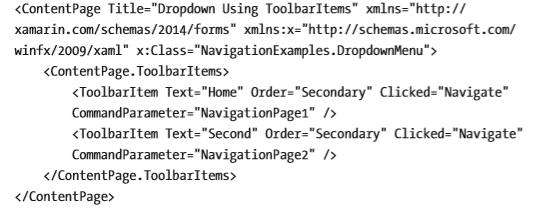 <ContentPage Title="Dropdown Using ToolbarItems" xmlns="http://
xamarin.com/schemas/2014/forms" xmlns:x="http://schemas.microsoft.com/
winfx/2009/xaml" x:Class="NavigationExamples.DropdownMenu">
    <ContentPage.ToolbarItems>
        <ToolbarItem Text="Home" Order="Secondary" Clicked="Navigate"
        CommandParameter="NavigationPage1" />
        <ToolbarItem Text="Second" Order="Secondary" Clicked="Navigate"
        CommandParameter="NavigationPage2" />
    </ContentPage.ToolbarItems>
</ContentPage>